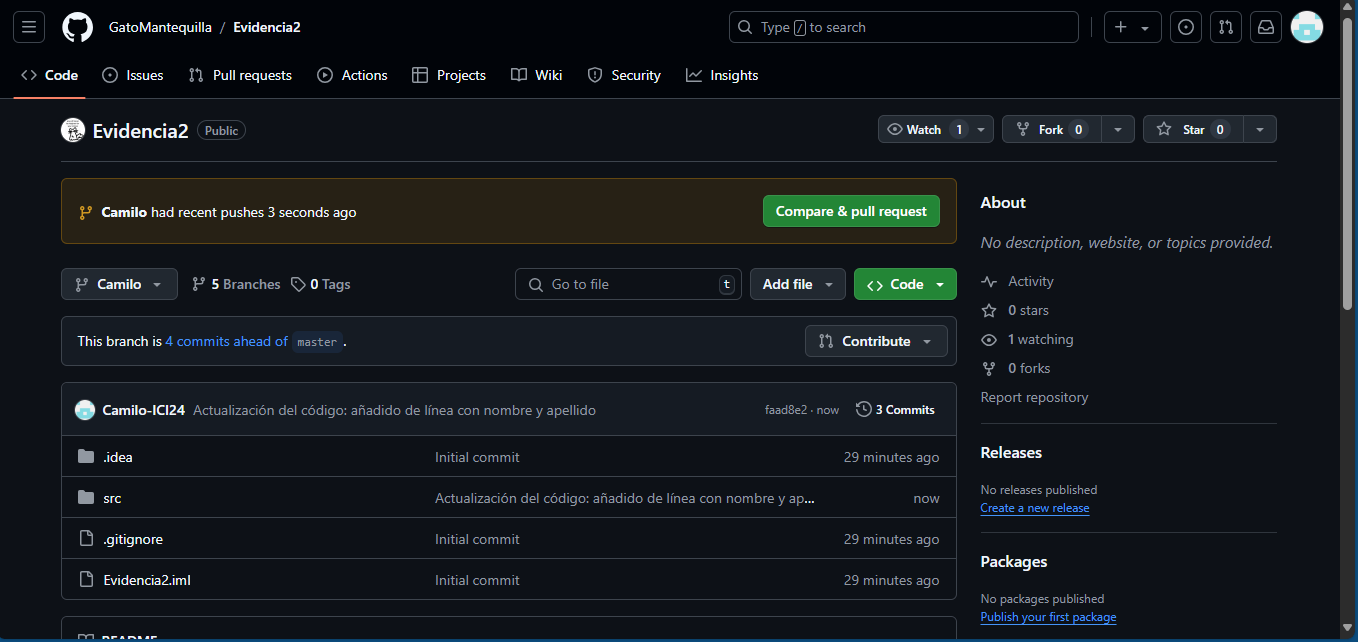 GatoMantequilla / Evidencia2
Type / to search
Code Issues Pull requests Actions Projects Wiki Security Insights
Evidencia2 Public
Watch 1 Fork 0 Star 0
Camilo had recent pushes 3 seconds ago
Compare & pull request
Camilo 5 Branches 0 Tags
Go to file t
Add file
Code
This branch is 4 commits ahead of master .
Contribute
Camilo-ICI24 Actualización del código: añadido de línea con nombre y apellido faad8e2 · now 3 Commits
.idea Initial commit 29 minutes ago
src Actualización del código: añadido de línea con nombre y ap... now
.gitignore Initial commit 29 minutes ago
Evidencia2.iml Initial commit 29 minutes ago
README
About
No description, website, or topics provided.
Activity
0 stars
1 watching
0 forks
Report repository
Releases
No releases published
Create a new release
Packages
No packages published
Publish your first package